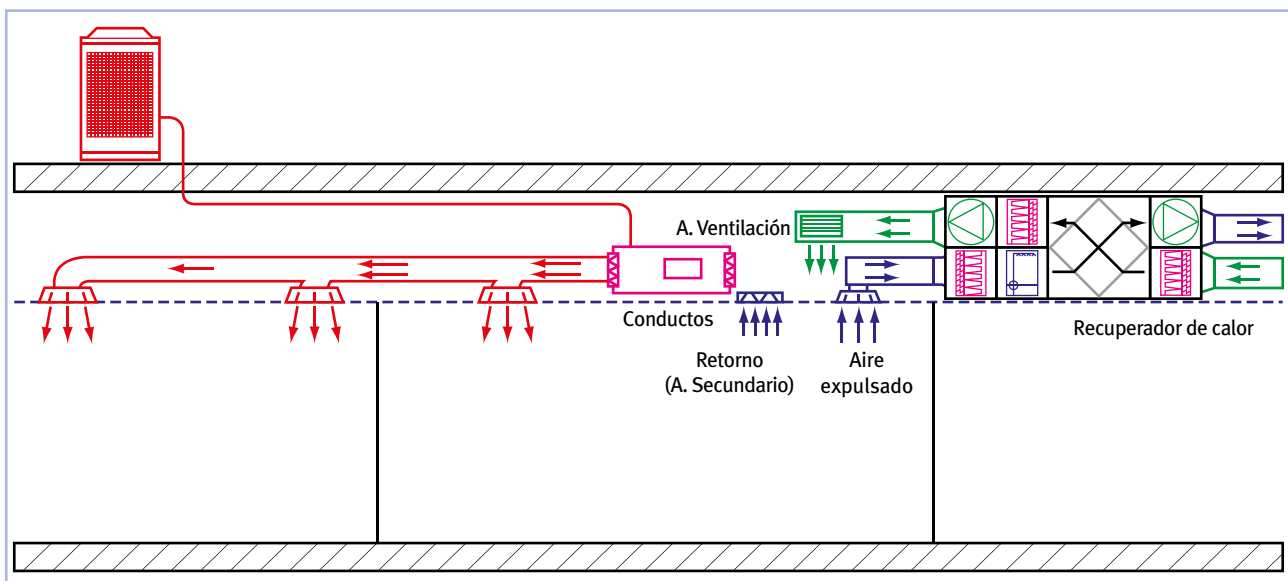 A. Ventilación
Conductos
Retorno
(A. Secundario)
Aire
expulsado
Recuperador de calor